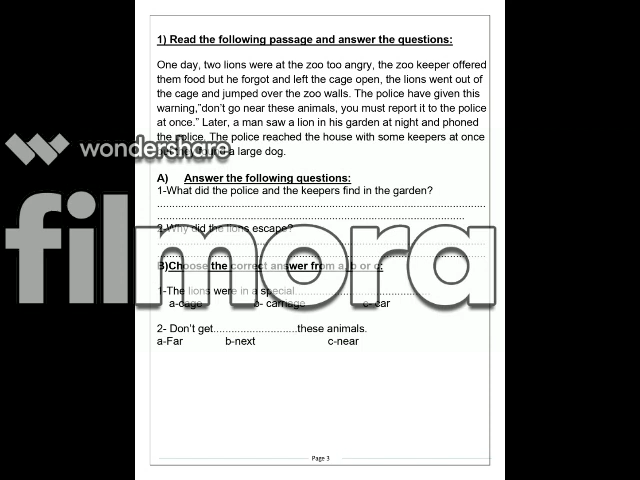 1) Read the following passage and answer the questions:
One day, two lions were at the zoo too angry, the zoo keeper offered
them food but he forgot and left the cage open, the lions went out of
the cage and jumped over the zoo walls. The police have given this
warning,"don't go near these animals, you must report it to the police
at once." Later, a man saw a lion in his garden at night and phoned
the police. The police reached the house with some keepers at once
a large dog.
wondershare
A) Answer the following questions:
1-What did the police and the keepers find in the garden?
..........................................................................................................
..........................................................................................................
2-Why did the lions escape?
filmora
B)Choose the correct answer from a, b or c:
1-The lions were in a special..............................................
a-cage b- carriage c- car
2- Don't get............................these animals.
a-Far b-next c-near
Page 3